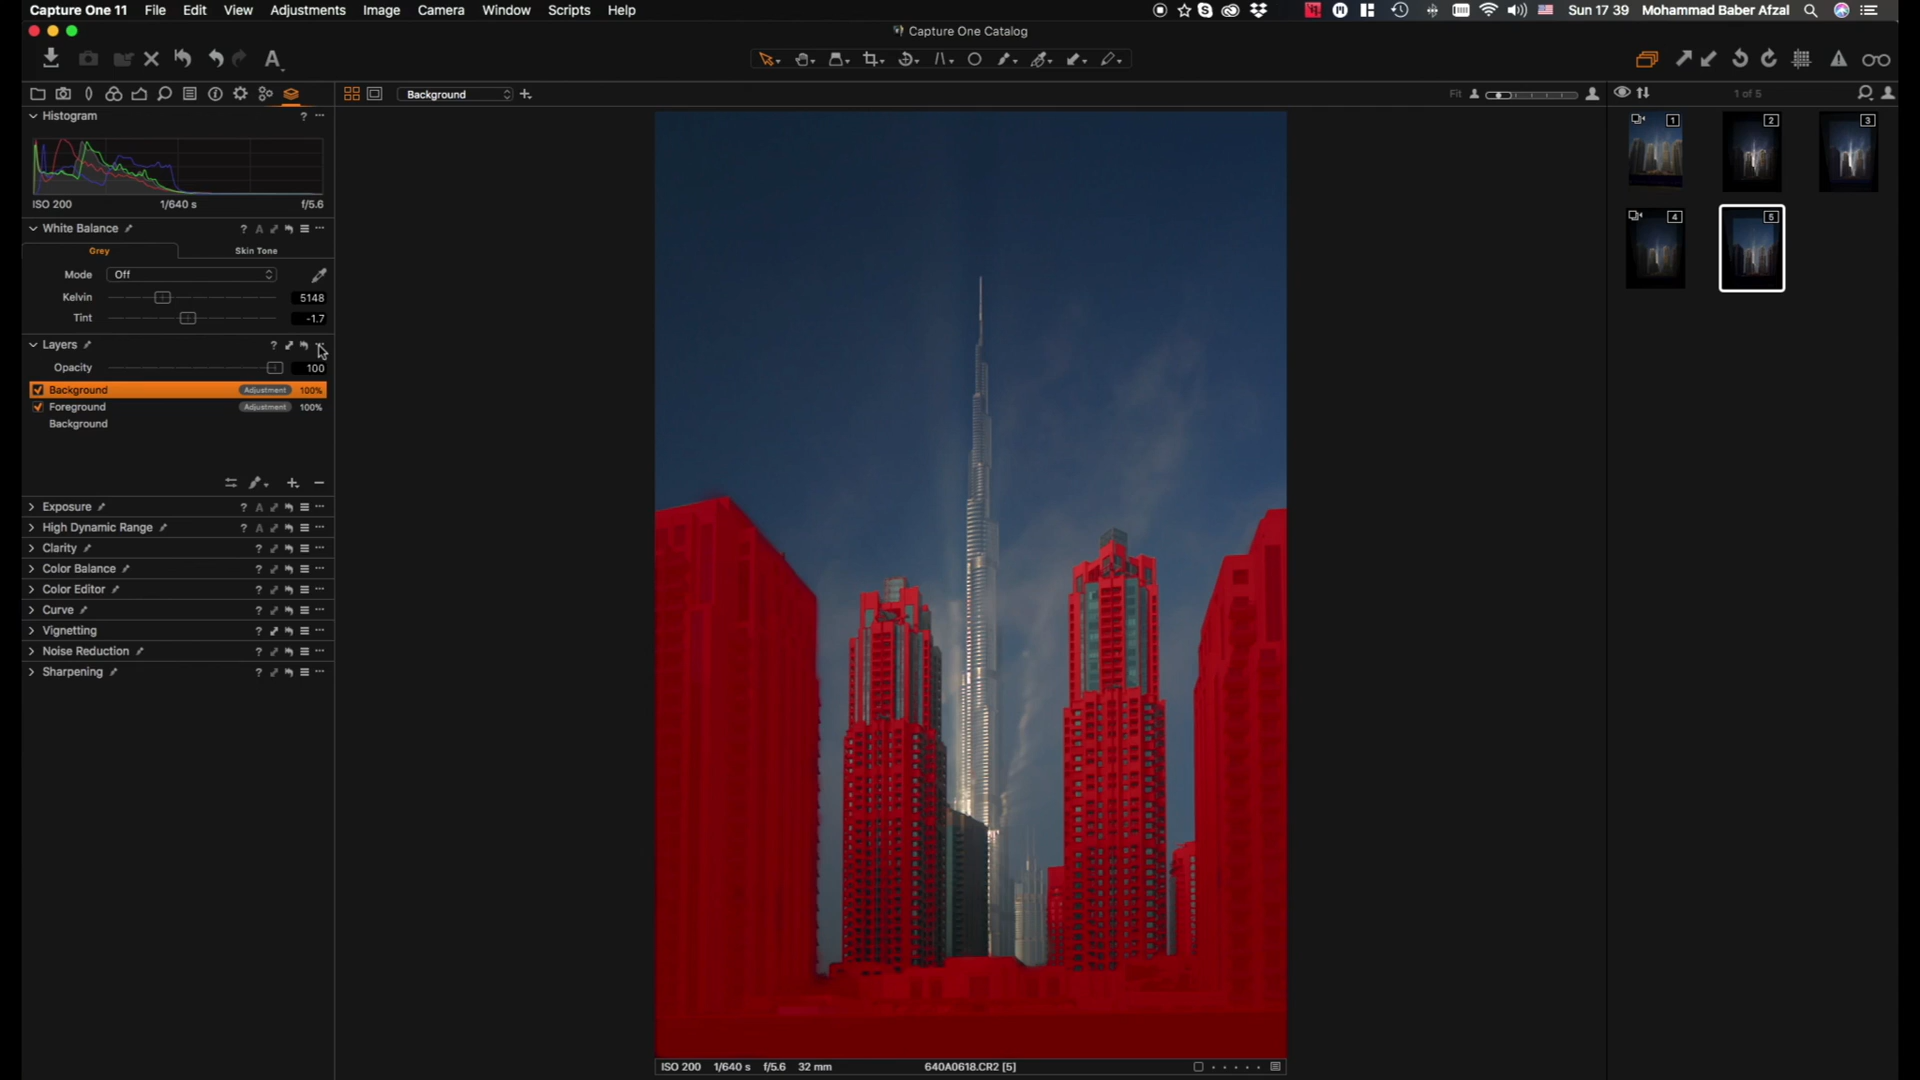 Capture One 11 File Edit View Adjustments Image Camera Window Scripts Help Sun 17 39 Mohammad Baber Afzal
Capture One Catalog
Background Fit 1 of 5
Histogram ?
ISO 200 1/640 s f/5.6
White Balance ? A
Grey Skin Tone
Mode Off
Kelvin 5148
Tint -1.7
Layers ?
Opacity 100
Background Adjustment 100%
Foreground Adjustment 100%
Background
Exposure ? A
High Dynamic Range ? A
Clarity ?
Color Balance ?
Color Editor ?
Curve ?
Vignetting ?
Noise Reduction ?
Sharpening ?
1 2 3
4 5
ISO 200 1/640 s f/5.6 32 mm 640A0618.CR2 [5]